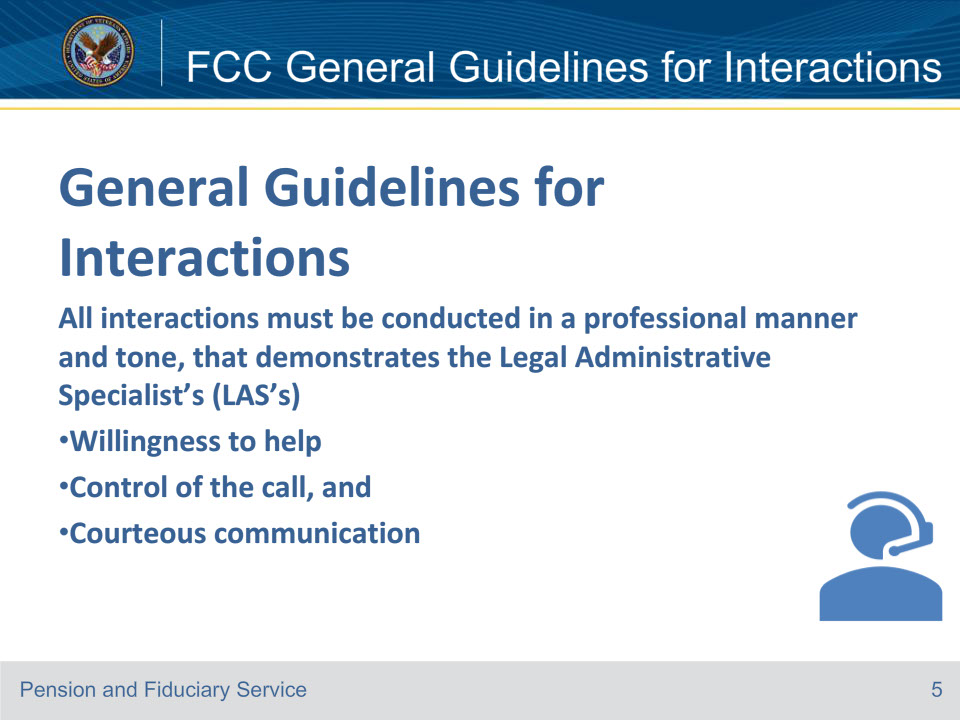 FCC General Guidelines for Interactions
General Guidelines for
Interactions
All interactions must be conducted in a professional manner
and tone, that demonstrates the Legal Administrative
Specialist’s (LAS’s)
•Willingness to help
•Control of the call, and
•Courteous communication
Pension and Fiduciary Service
5